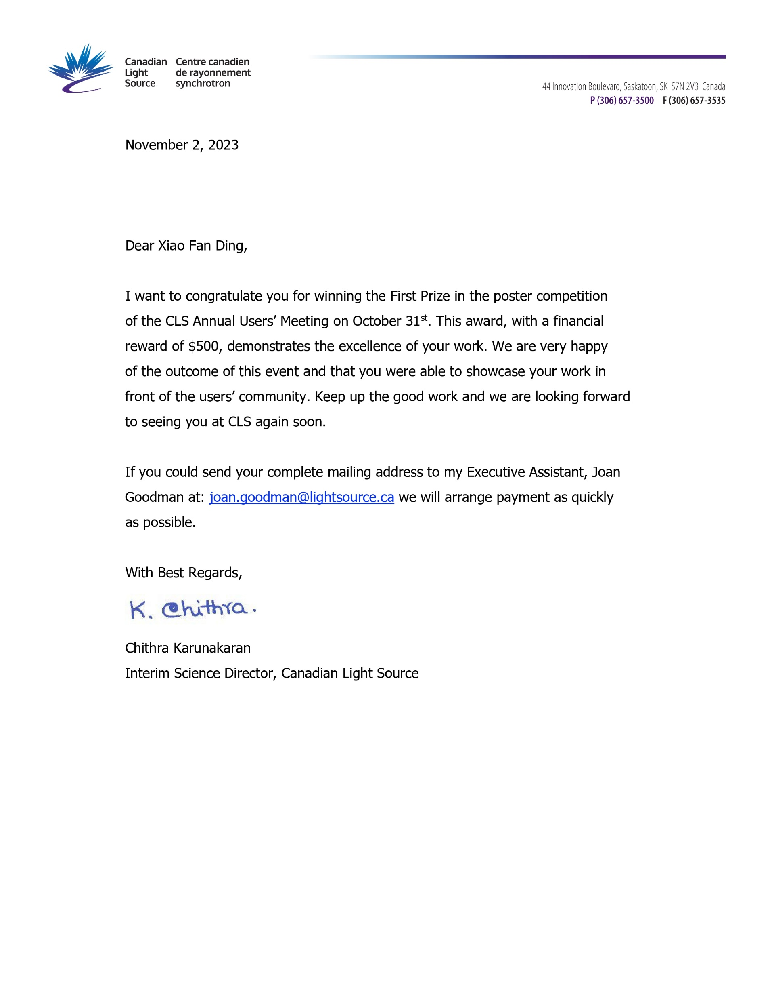 Canadian Light Source
Centre canadien de rayonnement synchrotron
44 Innovation Boulevard, Saskatoon, SK S7N 2V3 Canada
P (306) 657-3500 F (306) 657-3535
November 2, 2023
Dear Xiao Fan Ding,
I want to congratulate you for winning the First Prize in the poster competition
of the CLS Annual Users’ Meeting on October 31st. This award, with a financial
reward of $500, demonstrates the excellence of your work. We are very happy
of the outcome of this event and that you were able to showcase your work in
front of the users’ community. Keep up the good work and we are looking forward
to seeing you at CLS again soon.
If you could send your complete mailing address to my Executive Assistant, Joan
Goodman at: joan.goodman@lightsource.ca we will arrange payment as quickly
as possible.
With Best Regards,
K. Chithra.
Chithra Karunakaran
Interim Science Director, Canadian Light Source